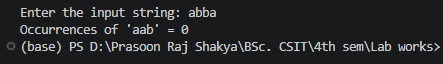 Enter the input string: abba
Occurrences of 'aab' = 0
(base) PS D:\Prasoon Raj Shakya\BSc. CSIT\4th sem\Lab works>